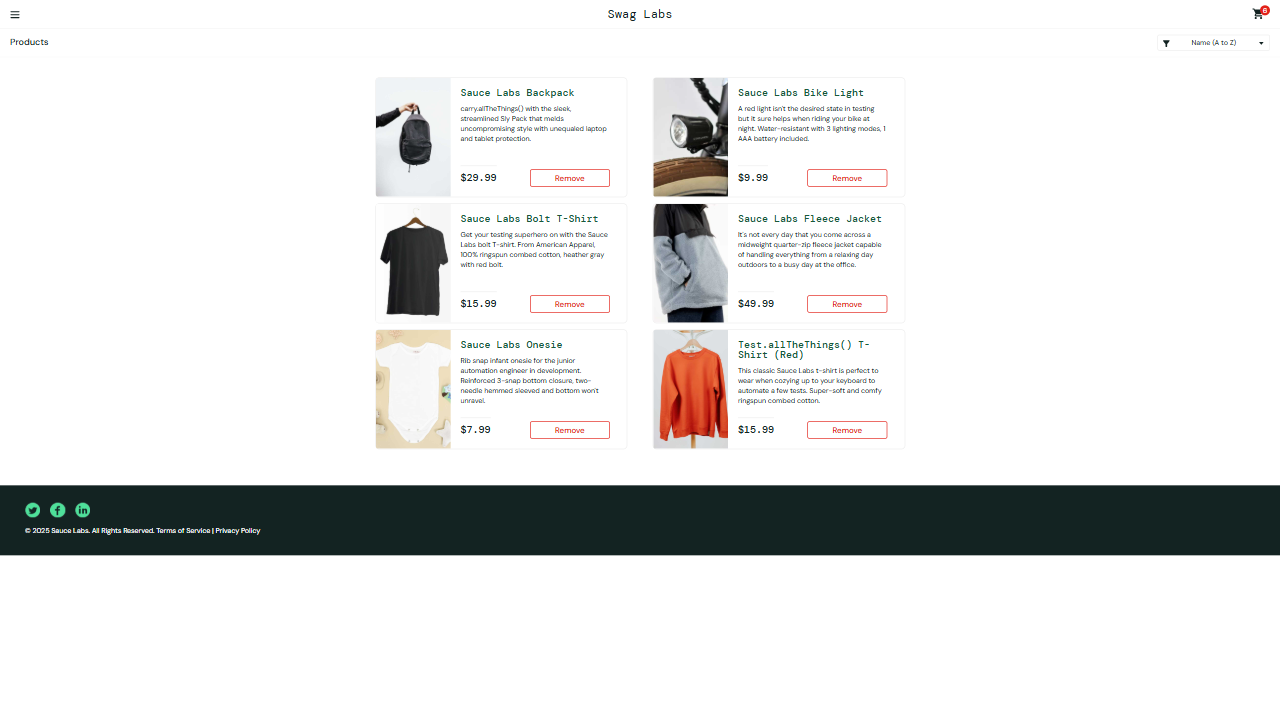 Swag Labs
6
Products
Name (A to Z)
Sauce Labs Backpack
carry.allTheThings() with the sleek,
streamlined Sly Pack that melds
uncompromising style with unequaled laptop
and tablet protection.
$29.99
Remove
Sauce Labs Bike Light
A red light isn't the desired state in testing
but it sure helps when riding your bike at
night. Water-resistant with 3 lighting modes, 1
AAA battery included.
$9.99
Remove
Sauce Labs Bolt T-Shirt
Get your testing superhero on with the Sauce
Labs bolt T-shirt. From American Apparel,
100% ringspun combed cotton, heather gray
with red bolt.
$15.99
Remove
Sauce Labs Fleece Jacket
It's not every day that you come across a
midweight quarter-zip fleece jacket capable
of handling everything from a relaxing day
outdoors to a busy day at the office.
$49.99
Remove
Sauce Labs Onesie
Rib snap infant onesie for the junior
automation engineer in development.
Reinforced 3-snap bottom closure, two-
needle hemmed sleeved and bottom won't
unravel.
$7.99
Remove
Test.allTheThings() T-
Shirt (Red)
This classic Sauce Labs t-shirt is perfect to
wear when cozying up to your keyboard to
automate a few tests. Super-soft and comfy
ringspun combed cotton.
$15.99
Remove
© 2025 Sauce Labs. All Rights Reserved. Terms of Service | Privacy Policy